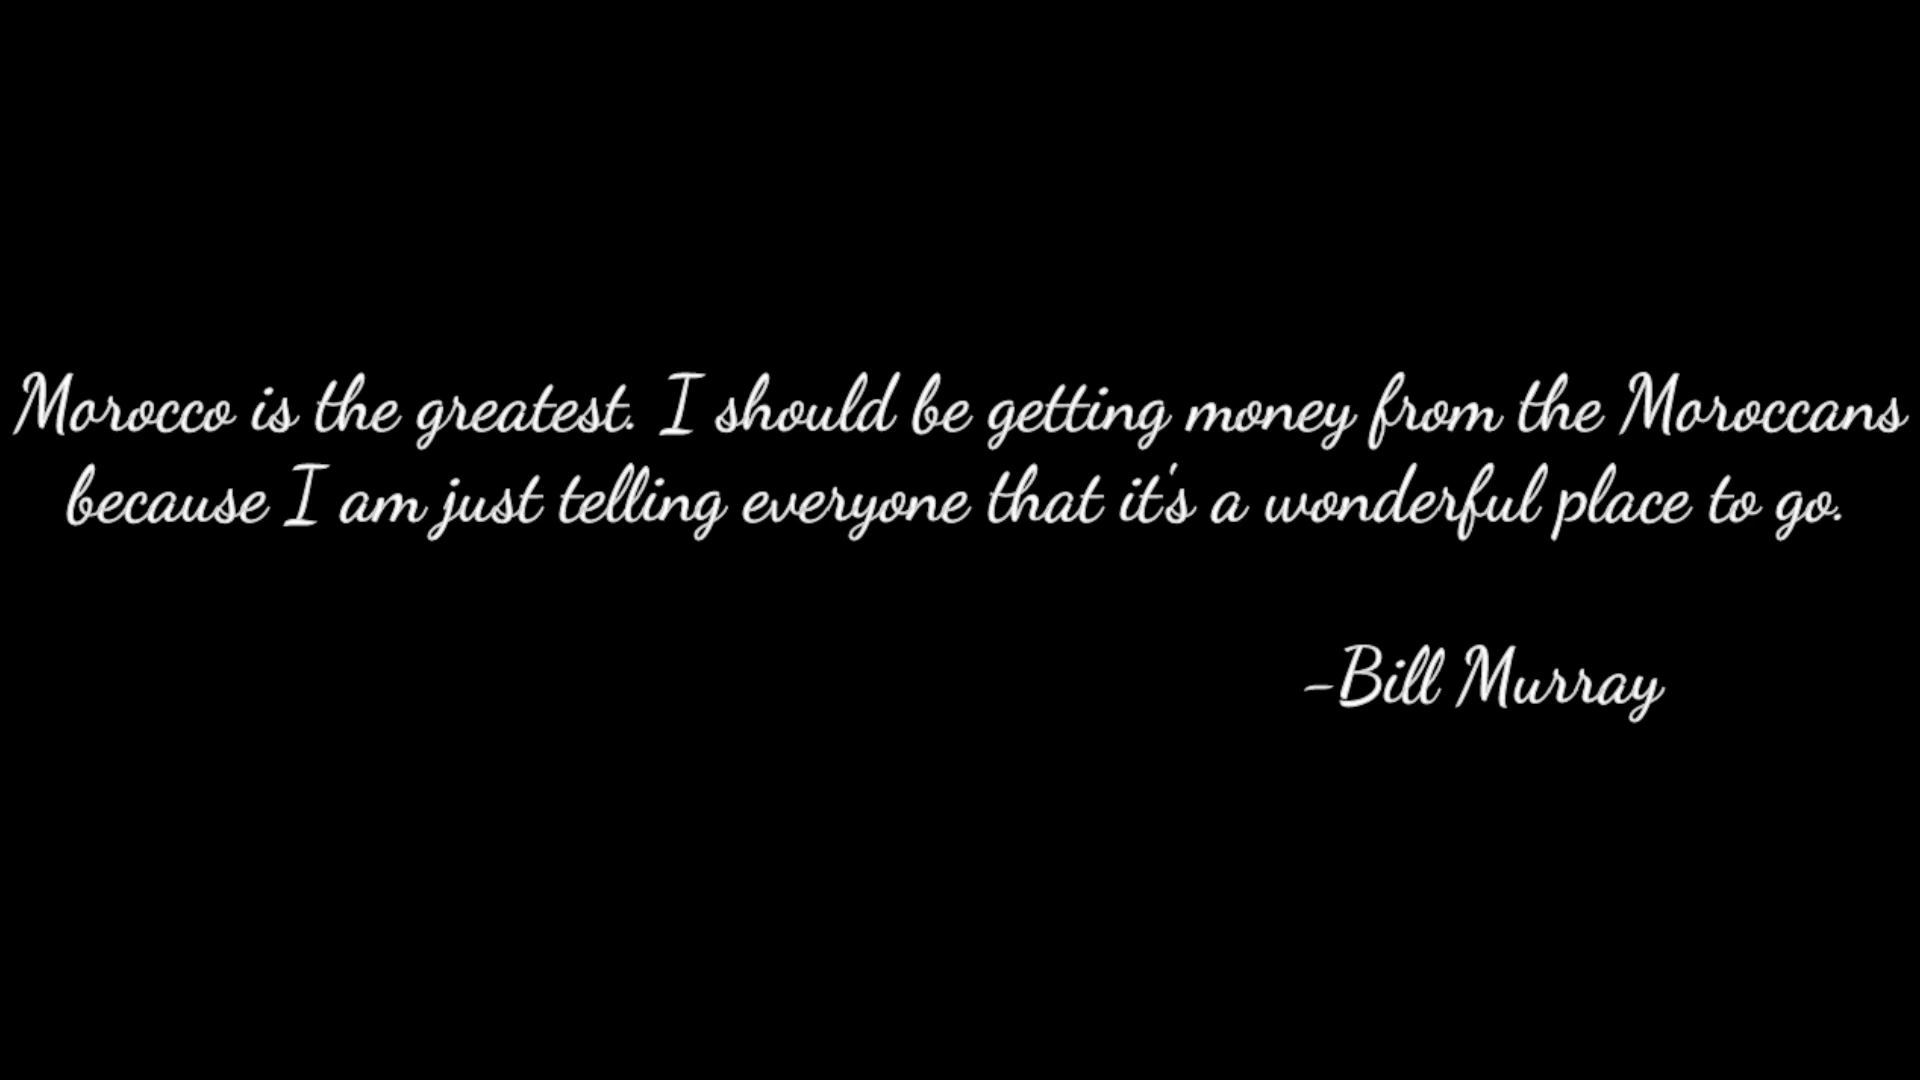 Morocco is the greatest. I should be getting money from the Moroccans
because I am just telling everyone that it's a wonderful place to go.
-Bill Murray